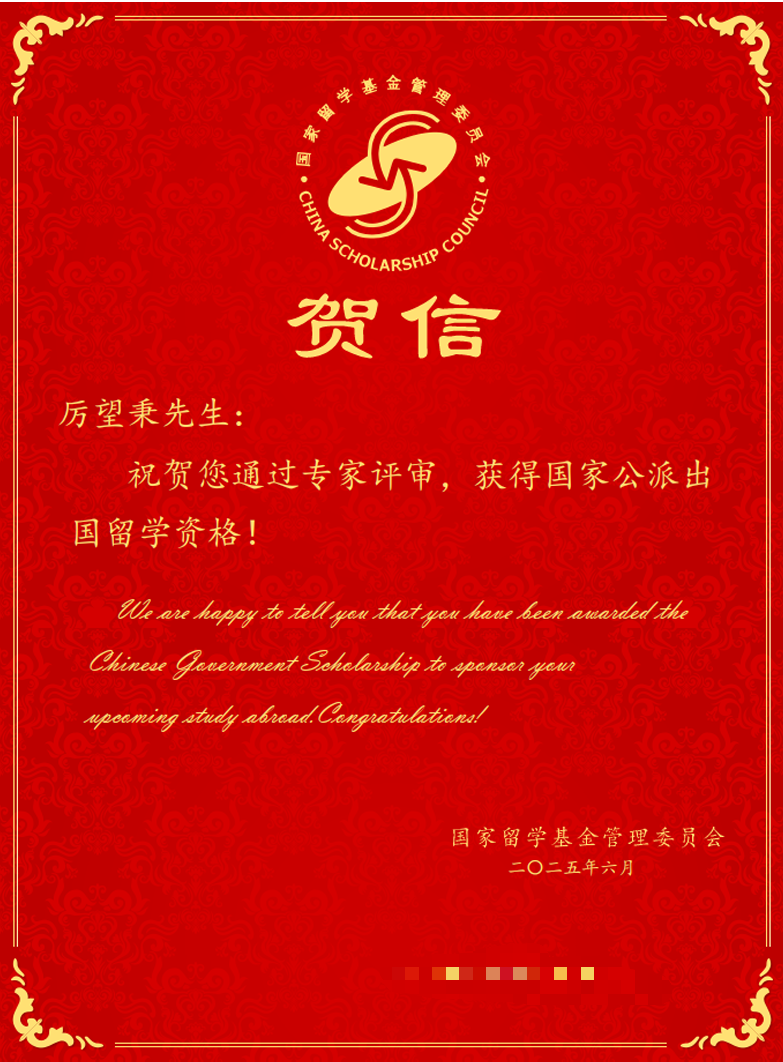 国家留学基金管理委员会
CHINA SCHOLARSHIP COUNCIL
贺信
厉望秉先生：
祝贺您通过专家评审，获得国家公派出
国留学资格！
We are happy to tell you that you have been awarded the
Chinese Government Scholarship to sponsor your
upcoming study abroad.Congratulations!
国家留学基金管理委员会
二〇二五年六月